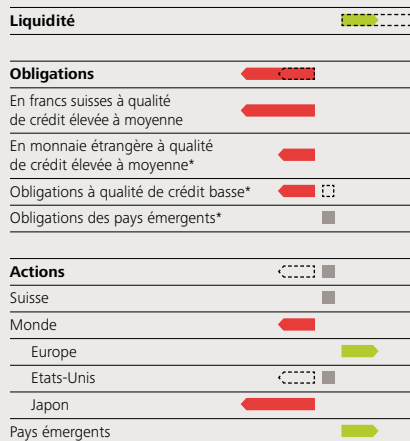 Liquidité
Obligations
En francs suisses à qualité
de crédit élevée à moyenne
En monnaie étrangère à qualité
de crédit élevée à moyenne*
Obligations à qualité de crédit basse*
Obligations des pays émergents*
Actions
Suisse
Monde
Europe
Etats-Unis
Japon
Pays émergents